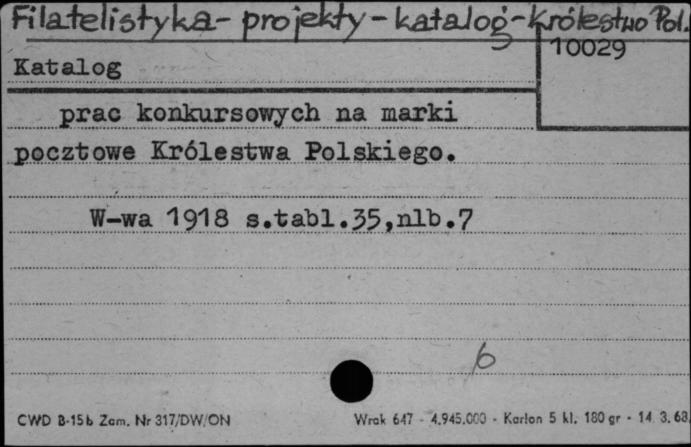 Filatelistyka - projekty - katalog - Królestwo Pol.
10029
Katalog
prac konkursowych na marki
pocztowe Królestwa Polskiego.
W-wa 1918 s.tabl.35,nlb.7
6
CWD B-15b Zam. Nr 317/DW/ON
Wrak 647 - 4.945.000 - Karton 5 kl. 180 gr - 14. 3. 63.